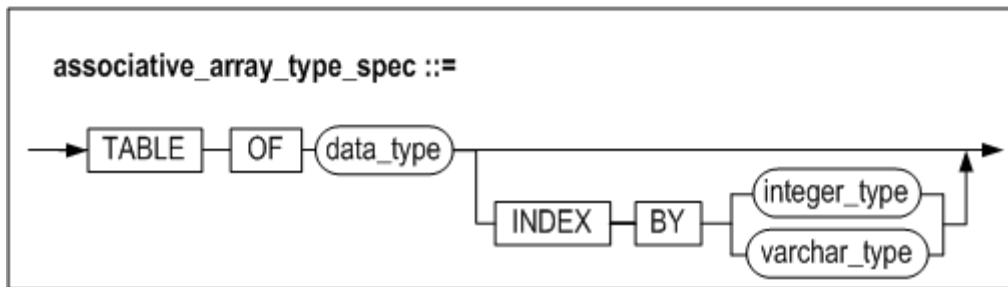 associative_array_type_spec ::=
TABLE OF data_type
INDEX BY integer_type
varchar_type